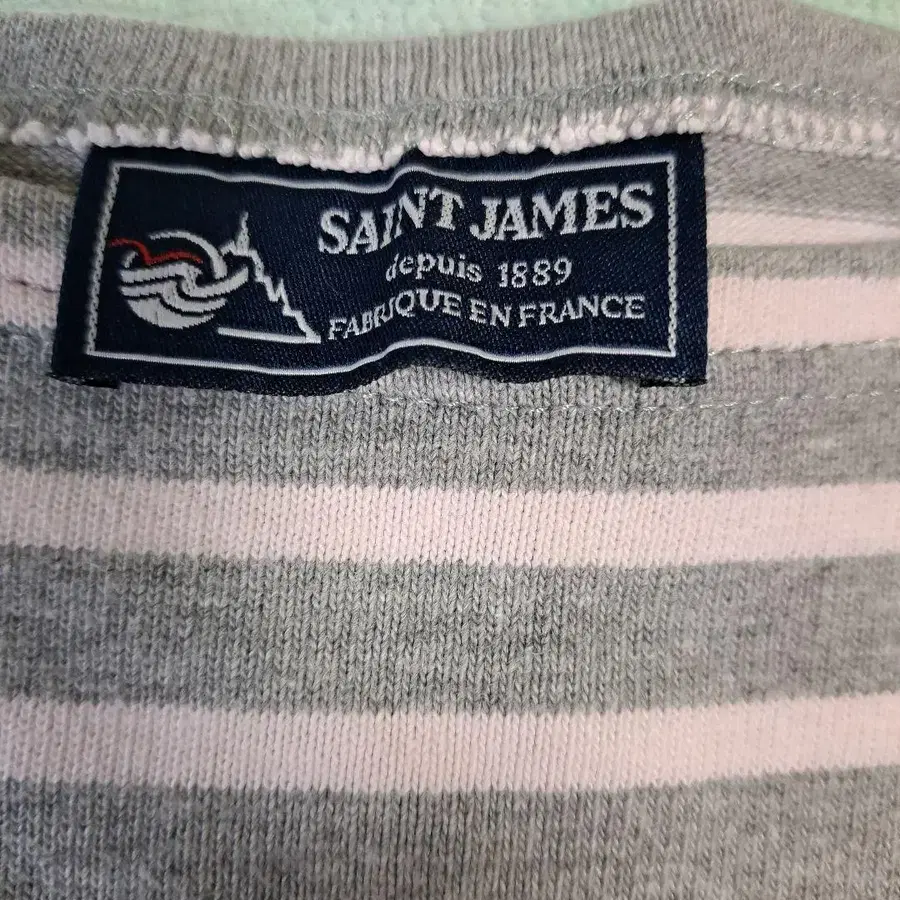 SAINT JAMES
depuis 1889
FABRIQUE EN FRANCE